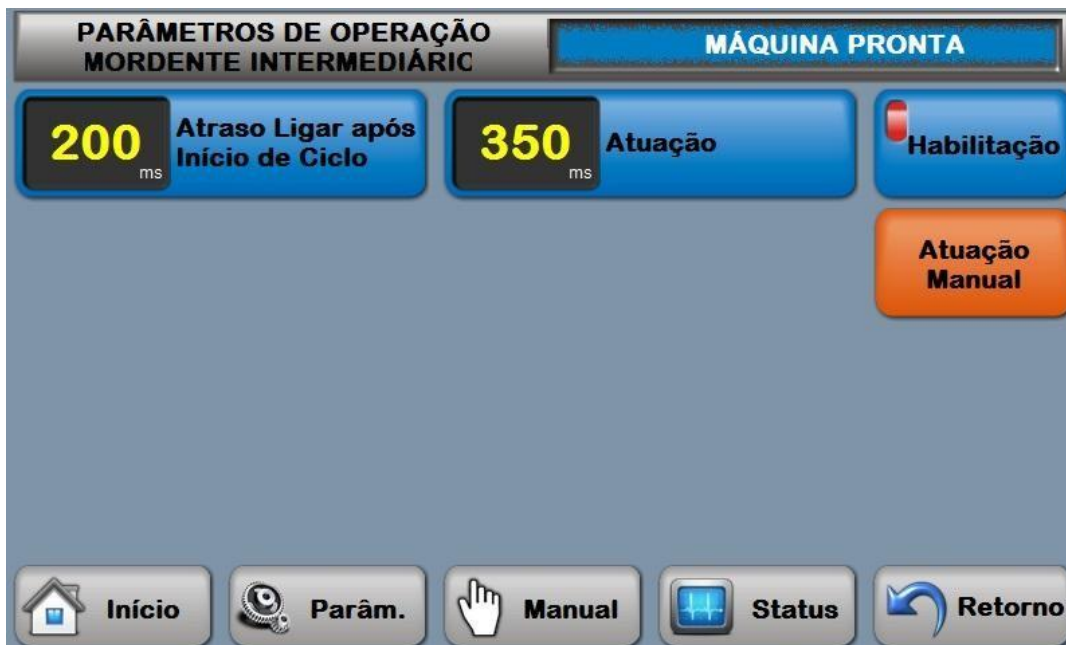 PARÂMETROS DE OPERAÇÃO
MORDENTE INTERMEDIÁRIO
MÁQUINA PRONTA
200
ms
Atraso Ligar após
Início de Ciclo
350
ms
Atuação
Habilitação
Atuação
Manual
Início
Parâm.
Manual
Status
Retorno